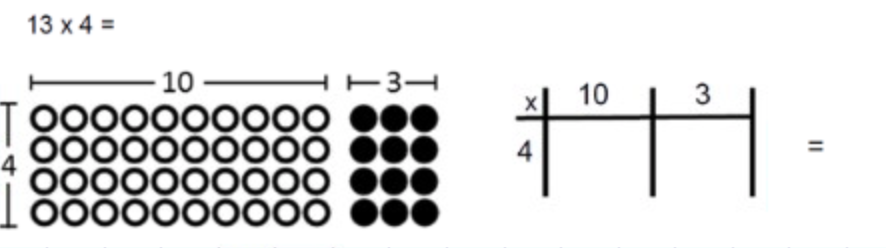 13 x 4 =
10 3
4
x 10 3
4 =